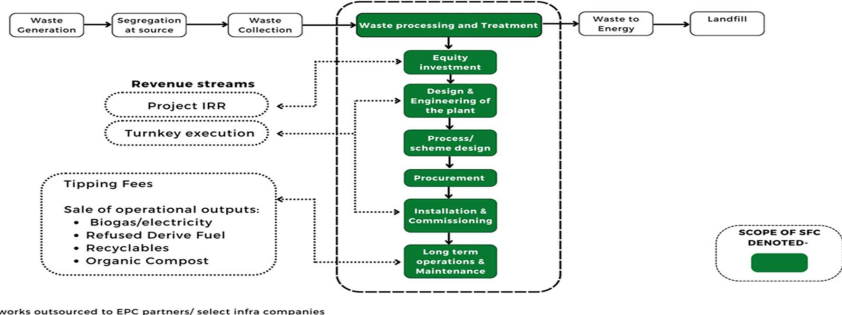 Waste
Generation
Segregation
at source
Waste
Collection
Waste processing and Treatment
Waste to
Energy
Landfill
Equity
investment
Revenue streams
Project IRR
Design &
Engineering of
the plant
Turnkey execution
Process/
scheme design
Procurement
Tipping Fees
Sale of operational outputs:
• Biogas/electricity
• Refused Derive Fuel
• Recyclables
• Organic Compost
Installation &
Commissioning
Long term
operations &
Maintenance
SCOPE OF SFC
DENOTED-
works outsourced to EPC partners/ select infra companies